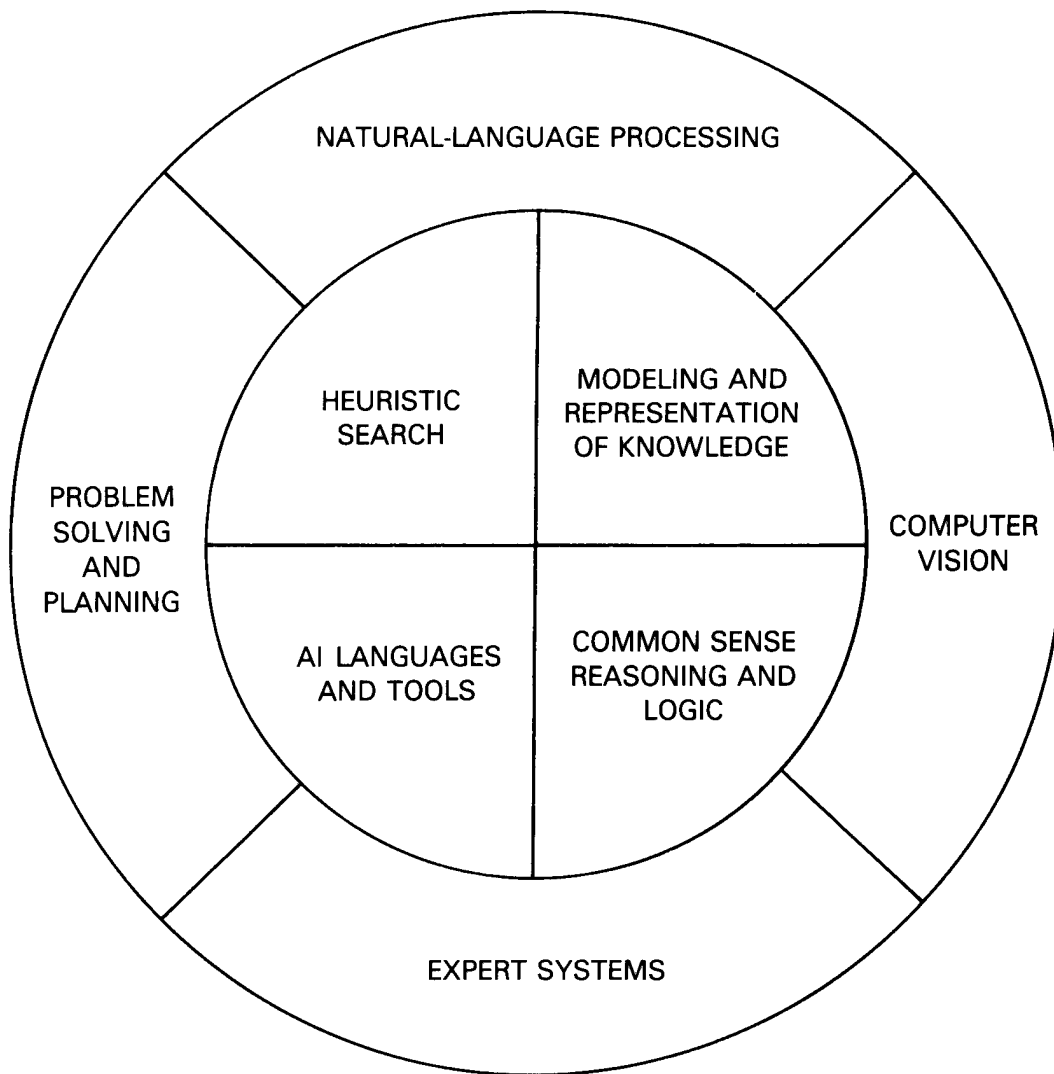 NATURAL-LANGUAGE PROCESSING
HEURISTIC
SEARCH
MODELING AND
REPRESENTATION
OF KNOWLEDGE
PROBLEM
SOLVING
AND
PLANNING
COMPUTER
VISION
AI LANGUAGES
AND TOOLS
COMMON SENSE
REASONING AND
LOGIC
EXPERT SYSTEMS